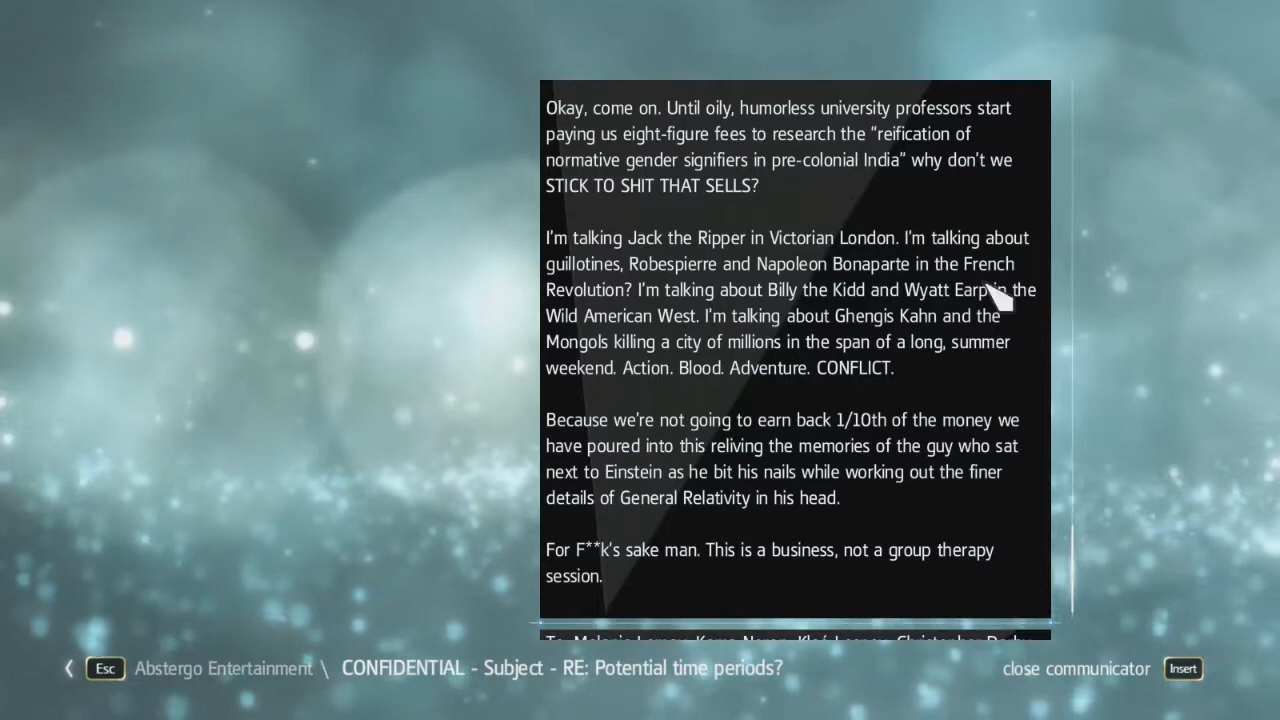 Okay, come on. Until oily, humorless university professors start
paying us eight-figure fees to research the “reification of
normative gender signifiers in pre-colonial India” why don't we
STICK TO SHIT THAT SELLS?
I'm talking Jack the Ripper in Victorian London. I'm talking about
guillotines, Robespierre and Napoleon Bonaparte in the French
Revolution? I'm talking about Billy the Kidd and Wyatt Earp in the
Wild American West. I'm talking about Ghengis Kahn and the
Mongols killing a city of millions in the span of a long, summer
weekend. Action. Blood. Adventure. CONFLICT.
Because we're not going to earn back 1/10th of the money we
have poured into this reliving the memories of the guy who sat
next to Einstein as he bit his nails while working out the finer
details of General Relativity in his head.
For F**k's sake man. This is a business, not a group therapy
session.
Esc Abstergo Entertainment \ CONFIDENTIAL - Subject - RE: Potential time periods?
close communicator Insert